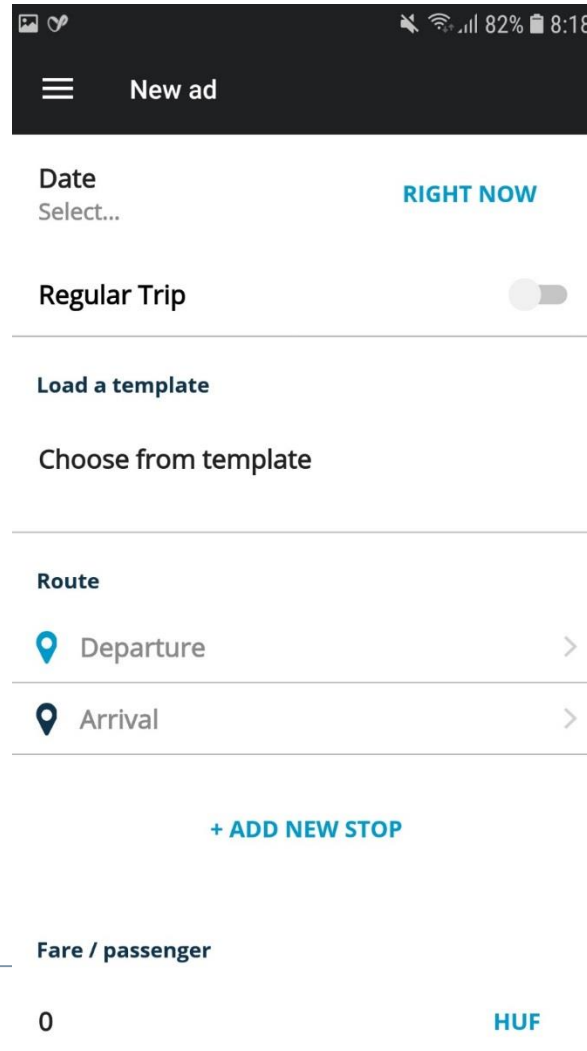 82% 8:18
New ad
Date
Select...
RIGHT NOW
Regular Trip
Load a template
Choose from template
Route
Departure
Arrival
+ ADD NEW STOP
Fare / passenger
0 HUF